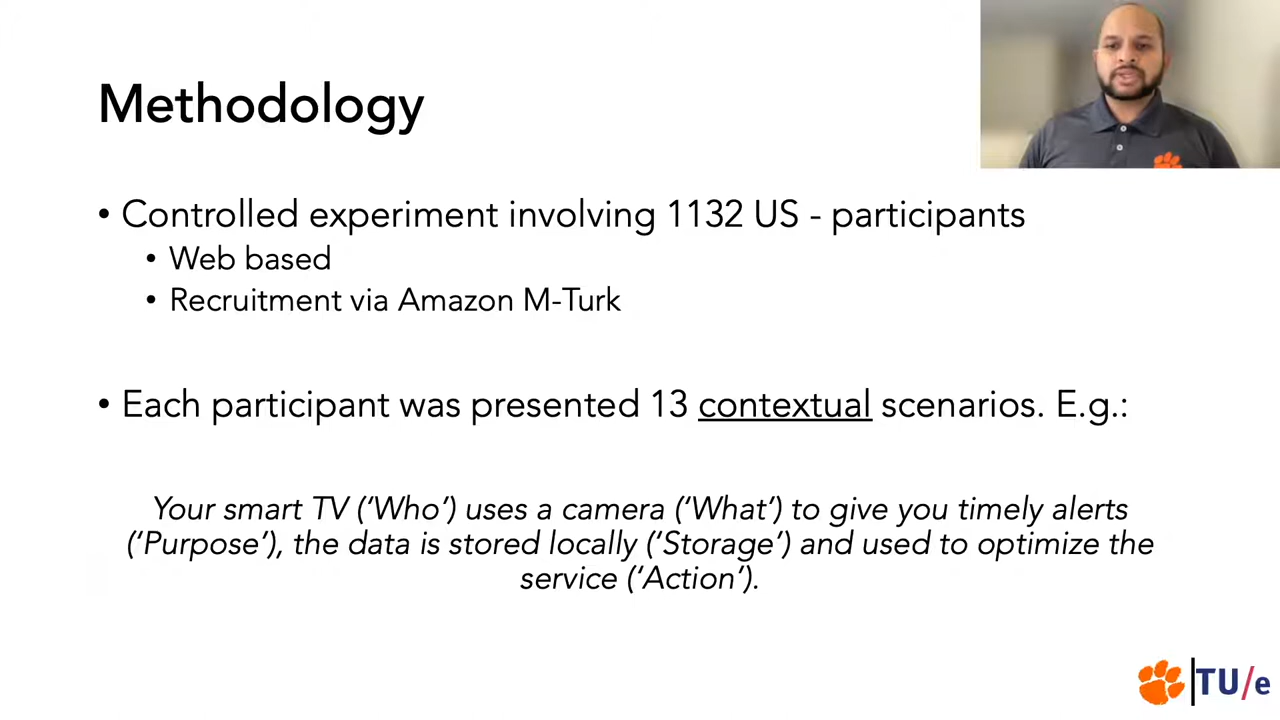 Methodology
• Controlled experiment involving 1132 US - participants
• Web based
• Recruitment via Amazon M-Turk
• Each participant was presented 13 contextual scenarios. E.g.:
Your smart TV (‘Who’) uses a camera (‘What’) to give you timely alerts
(‘Purpose’), the data is stored locally (‘Storage’) and used to optimize the
service (‘Action’).
TU/e